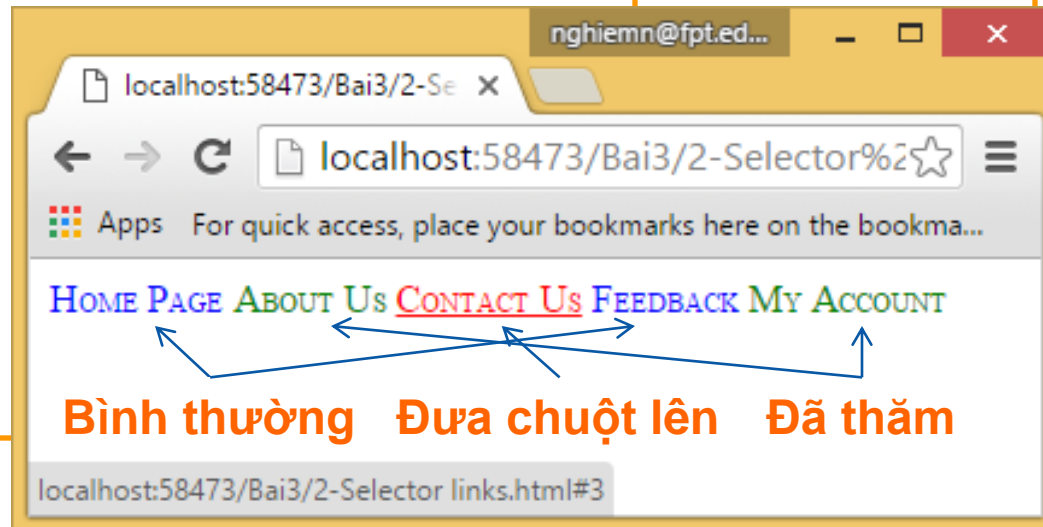 nghiemn@fpt.ed...
localhost:58473/Bai3/2-Se
localhost:58473/Bai3/2-Selector%2
Apps For quick access, place your bookmarks here on the bookma...
Home Page About Us Contact Us Feedback My Account
Bình thường Đưa chuột lên Đã thăm
localhost:58473/Bai3/2-Selector links.html#3